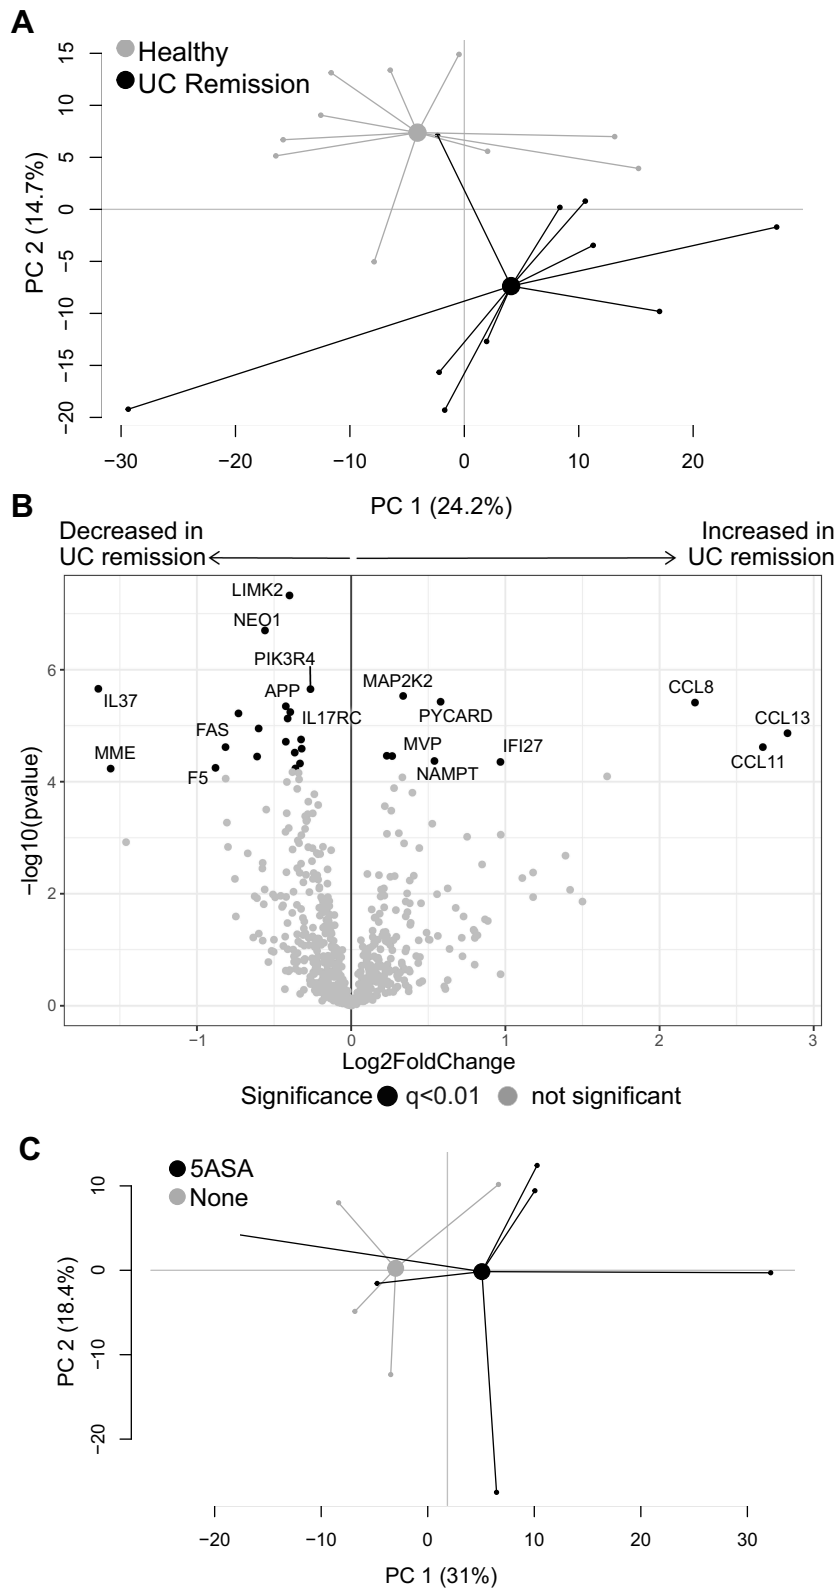 A
Healthy
UC Remission
15
10
5
0
−5
−10
−15
−20
PC 2 (14.7%)
−30 −20 −10 0 10 20
PC 1 (24.2%)
B
Decreased in
UC remission
Increased in
UC remission
LIMK2
NEO1
PIK3R4
IL37
APP
IL17RC
FAS
MME
F5
MAP2K2
PYCARD
MVP
NAMPT
IFI27
CCL8
CCL13
CCL11
6
4
2
0
−log10(pvalue)
−1 0 1 2 3
Log2FoldChange
Significance q<0.01 not significant
C
5ASA
None
10
0
−10
−20
PC 2 (18.4%)
−20 −10 0 10 20 30
PC 1 (31%)